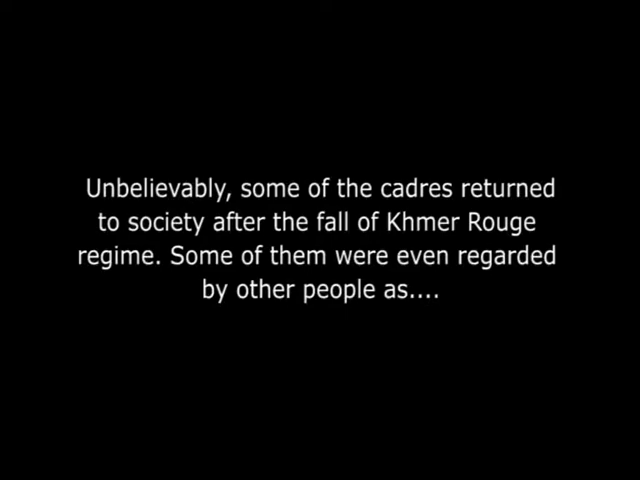 Unbelievably, some of the cadres returned
to society after the fall of Khmer Rouge
regime. Some of them were even regarded
by other people as....